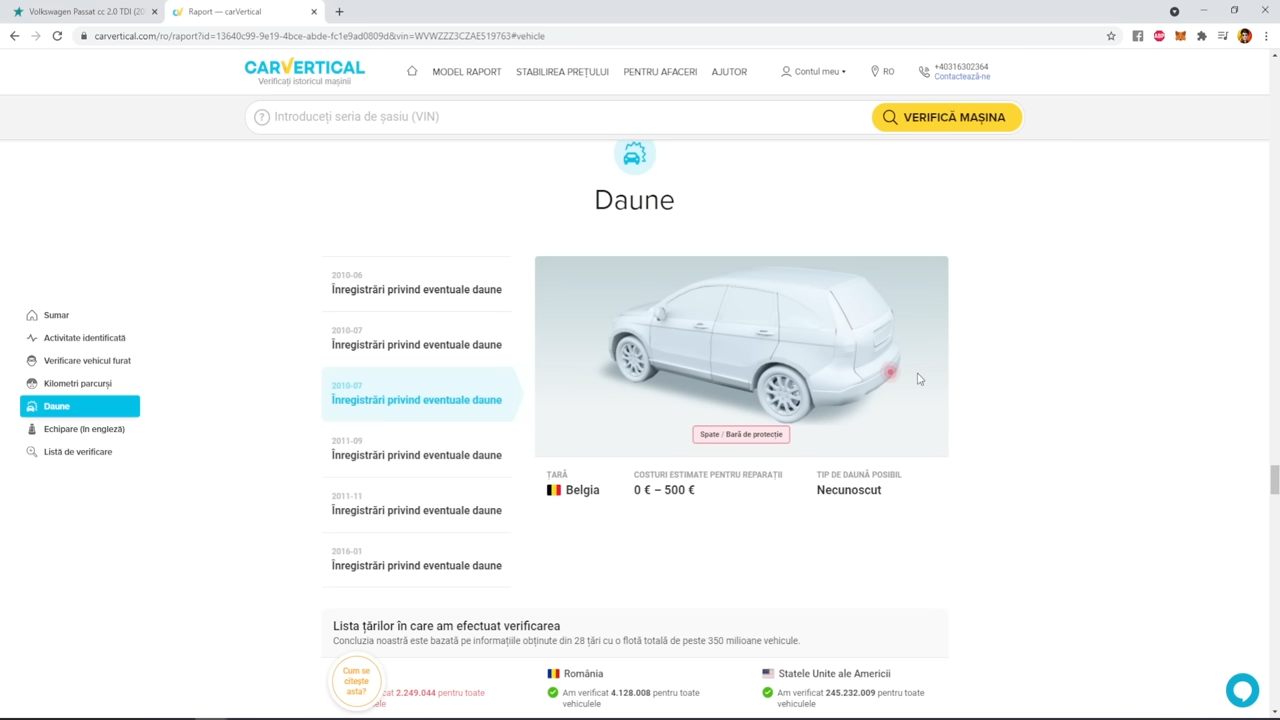 Volkswagen Passat cc 2.0 TDI (20
Raport — carVertical
carvertical.com/ro/raport?id=13640c99-9e19-4bce-abde-fc1e9ad0809d&vin=WVWZZZ3CZAE519763#vehicle
CARVERTICAL
Verificați istoricul mașinii
MODEL RAPORT
STABILIREA PREȚULUI
PENTRU AFACERI
AJUTOR
Contul meu
RO
+40316302364
Contactează-ne
Introduceți seria de șasiu (VIN)
VERIFICĂ MAȘINA
Daune
Sumar
Activitate identificată
Verificare vehicul furat
Kilometri parcurși
Daune
Echipare (în engleză)
Listă de verificare
2010-06
Înregistrări privind eventuale daune
2010-07
Înregistrări privind eventuale daune
2010-07
Înregistrări privind eventuale daune
2011-09
Înregistrări privind eventuale daune
2011-11
Înregistrări privind eventuale daune
2016-01
Înregistrări privind eventuale daune
Spate / Bară de protecție
ȚARĂ
Belgia
COSTURI ESTIMATE PENTRU REPARAȚII
0 € – 500 €
TIP DE DAUNĂ POSIBIL
Necunoscut
Lista țărilor în care am efectuat verificarea
Concluzia noastră este bazată pe informațiile obținute din 28 țări cu o flotă totală de peste 350 milioane vehicule.
Cum se
citește
asta?
cat 2.249.044 pentru toate
România
Am verificat 4.128.008 pentru toate
vehiculele
Statele Unite ale Americii
Am verificat 245.232.009 pentru toate
vehiculele